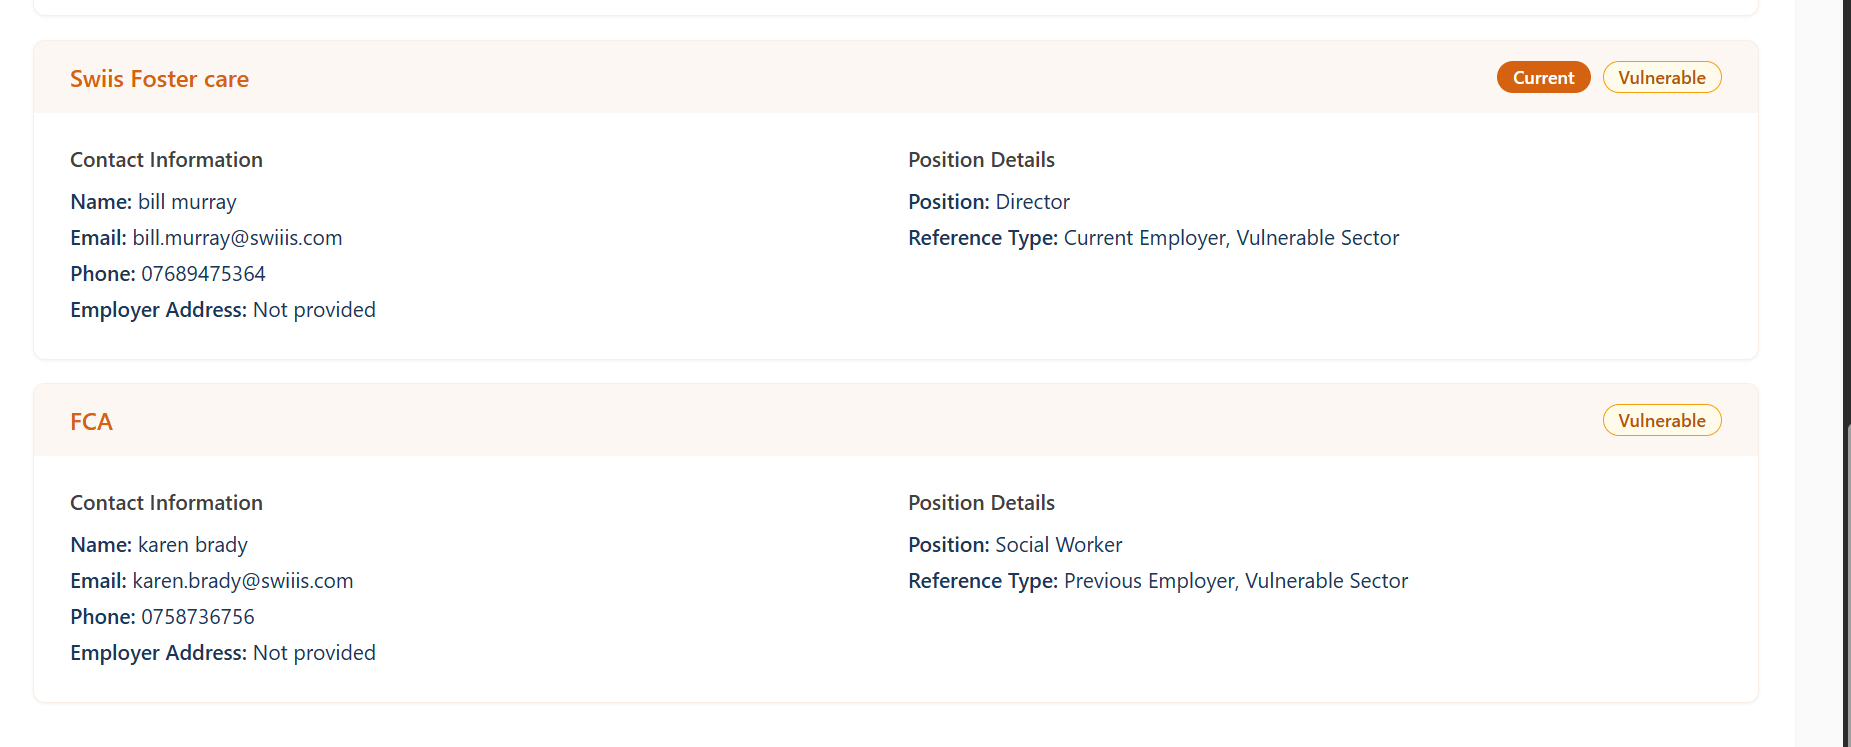 Swiis Foster care
Current
Vulnerable
Contact Information
Name: bill murray
Email: bill.murray@swiiis.com
Phone: 07689475364
Employer Address: Not provided
Position Details
Position: Director
Reference Type: Current Employer, Vulnerable Sector
FCA
Vulnerable
Contact Information
Name: karen brady
Email: karen.brady@swiiis.com
Phone: 0758736756
Employer Address: Not provided
Position Details
Position: Social Worker
Reference Type: Previous Employer, Vulnerable Sector